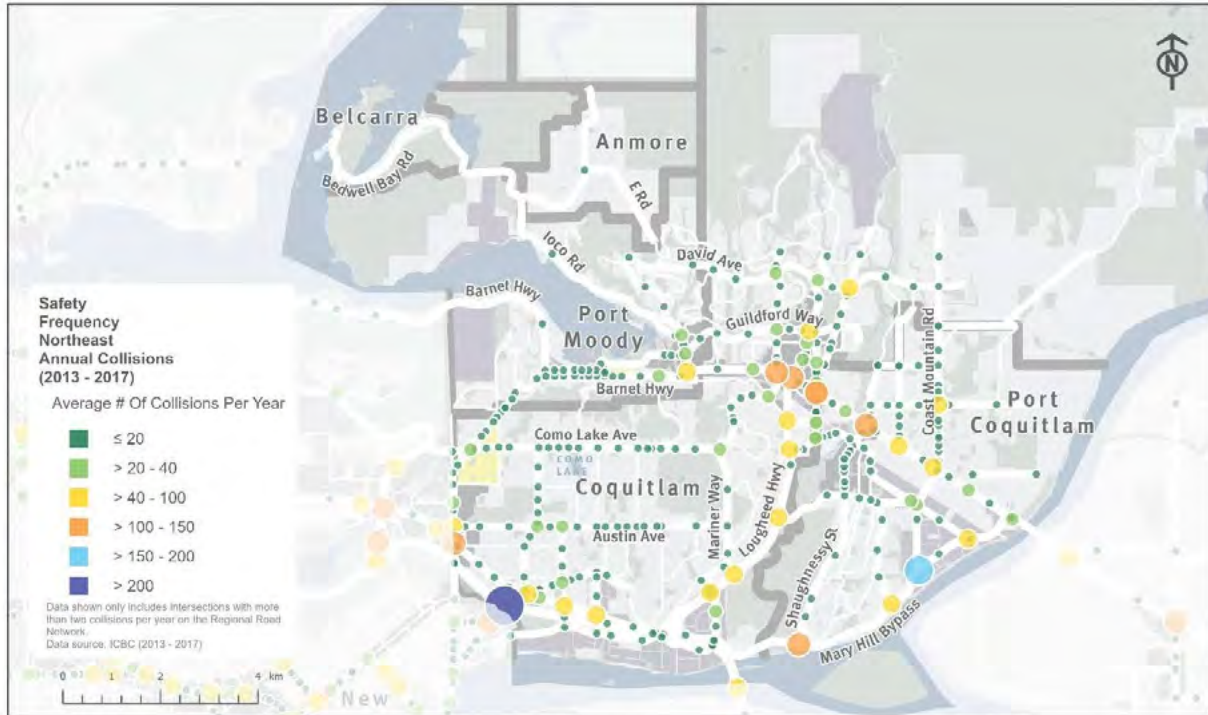 N
Belcarra
Anmore
Bedwell Bay Rd
E Rd
Ioco Rd
David Ave
Barnet Hwy
Port
Moody
Guildford Way
Coast Mountain Rd
Barnet Hwy
Port
Coquitlam
Como Lake Ave
COMO
LAKE
Coquitlam
Mariner Way
Lougheed Hwy
Austin Ave
Shaughnessy St
Mary Hill Bypass
New
Safety
Frequency
Northeast
Annual Collisions
(2013 - 2017)
Average # Of Collisions Per Year
≤ 20
> 20 - 40
> 40 - 100
> 100 - 150
> 150 - 200
> 200
Data shown only includes intersections with more
than two collisions per year on the Regional Road
Network.
Data source: ICBC (2013 - 2017)
0 2 4 km